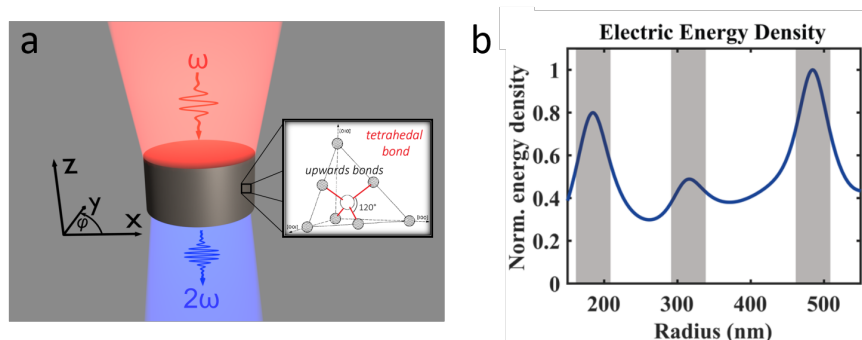 a
ω
tetrahedal
bond
upwards bonds
120°
z
y
φ
x
2ω
b
Electric Energy Density
Norm. energy density
1
0.8
0.6
0.4
0.2
0
200
300
400
500
Radius (nm)